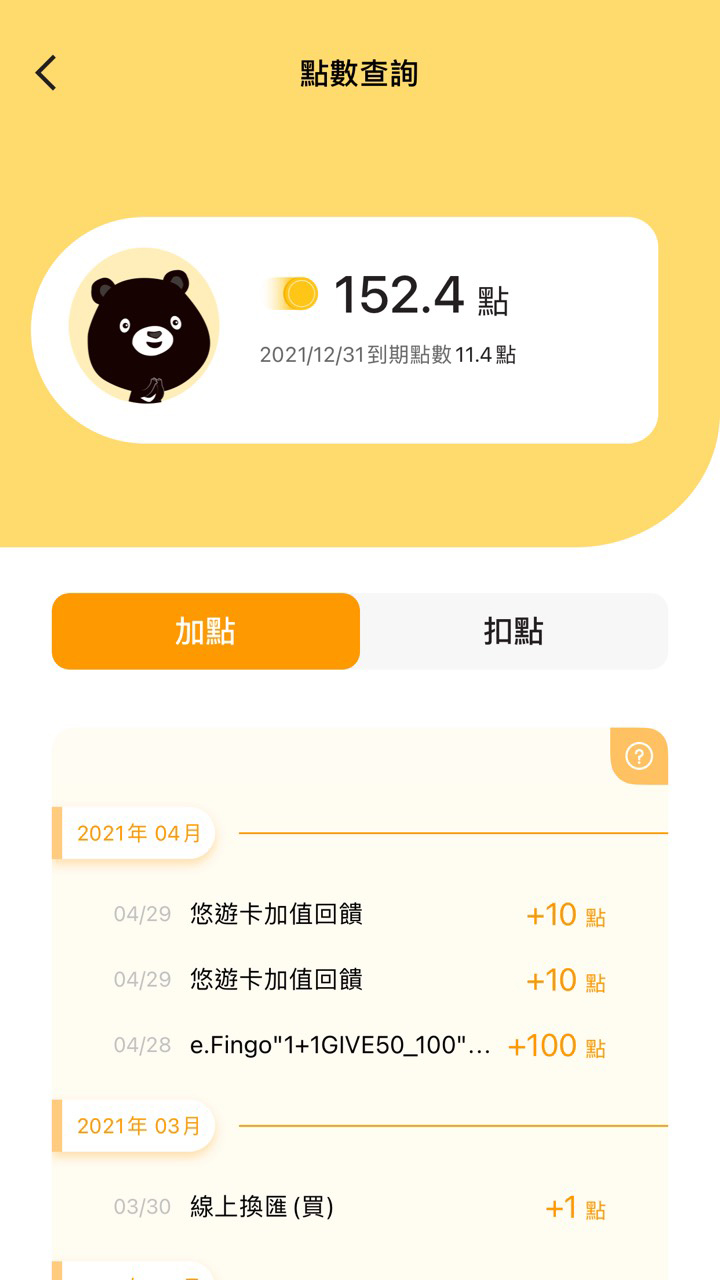 點數查詢
152.4 點
2021/12/31到期點數 11.4 點
加點
扣點
?
2021年 04月
04/29 悠遊卡加值回饋 +10 點
04/29 悠遊卡加值回饋 +10 點
04/28 e.Fingo"1+1GIVE50_100"... +100 點
2021年 03月
03/30 線上換匯 (買) +1 點